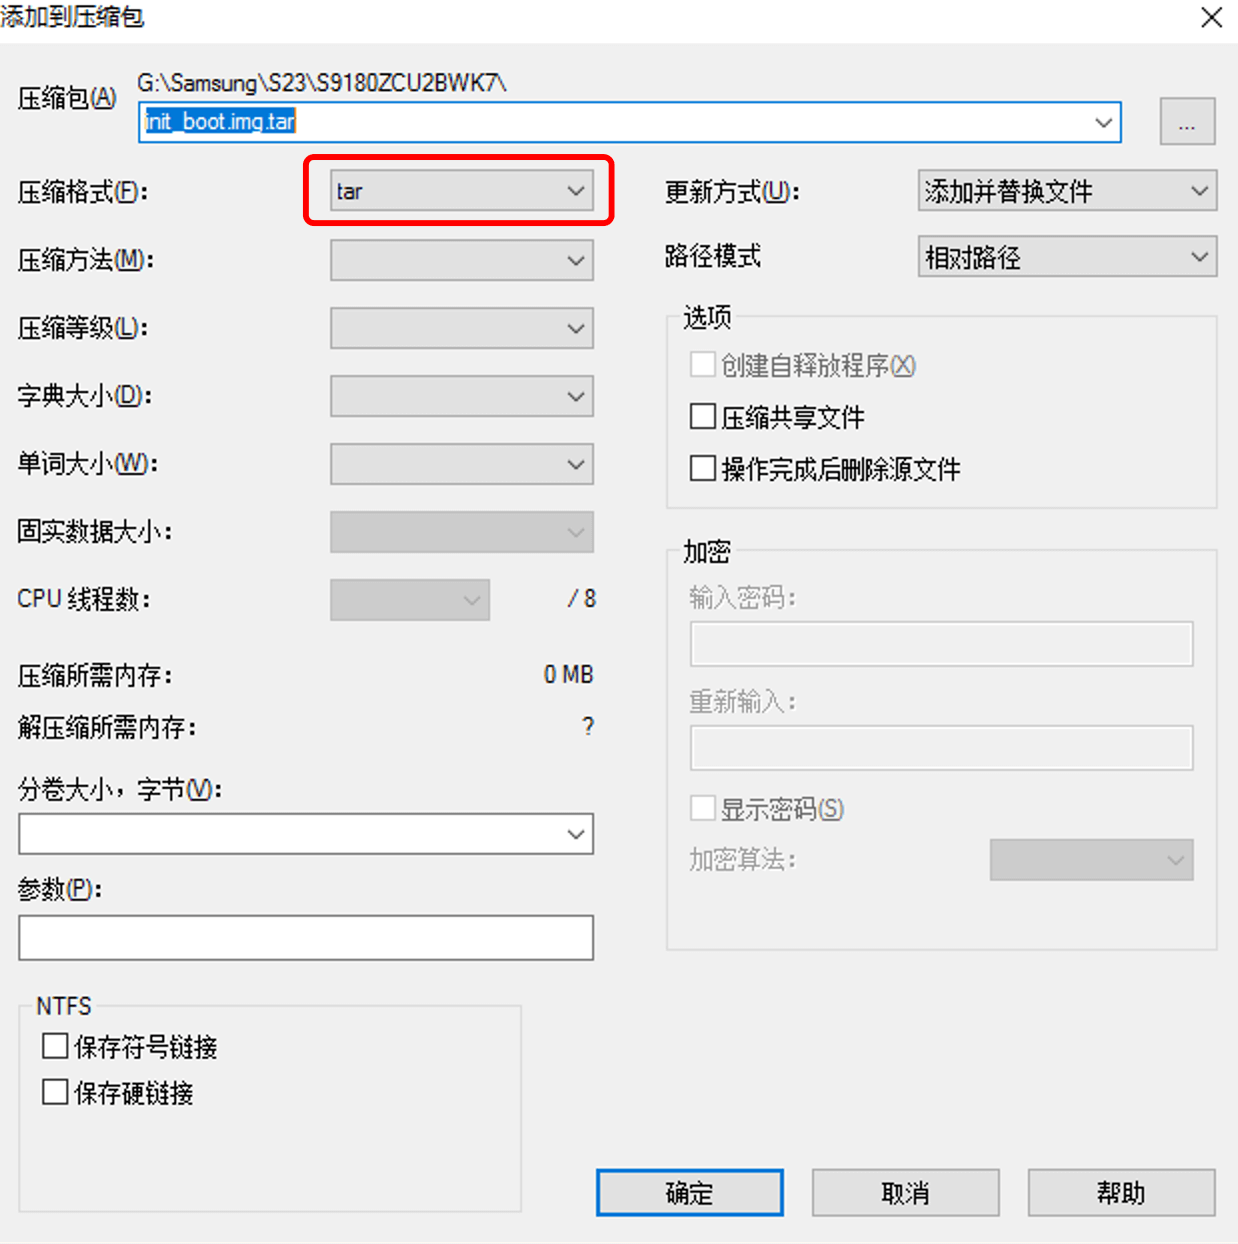 添加到压缩包
压缩包(A)
G:\Samsung\S23\S9180ZCU2BWK7\
init_boot.img.tar
...
压缩格式(F):
tar
更新方式(U):
添加并替换文件
压缩方法(M):
路径模式
相对路径
压缩等级(L):
选项
创建自释放程序(X)
字典大小(D):
压缩共享文件
单词大小(W):
操作完成后删除源文件
固实数据大小:
加密
CPU 线程数:
/ 8
输入密码:
压缩所需内存:
0 MB
重新输入:
解压缩所需内存:
?
分卷大小，字节(V):
显示密码(S)
加密算法:
参数(P):
NTFS
保存符号链接
保存硬链接
确定
取消
帮助